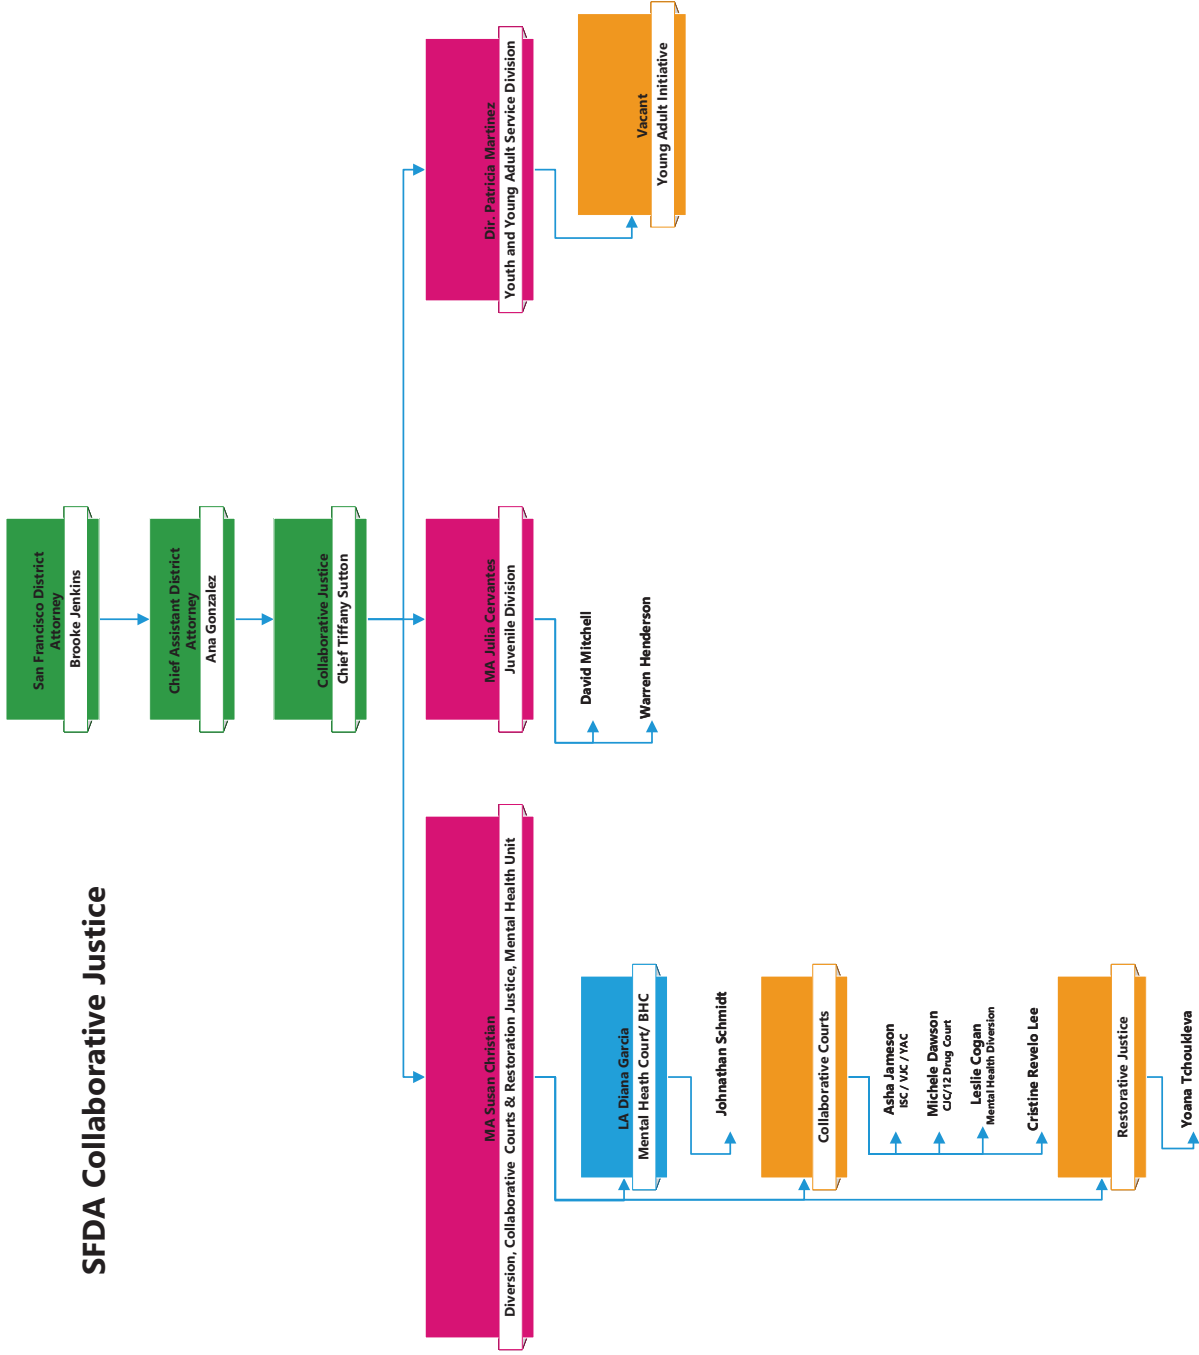 SFDA Collaborative Justice
San Francisco District
Attorney
Brooke Jenkins
Chief Assistant District
Attorney
Ana Gonzalez
Collaborative Justice
Chief Tiffany Sutton
MA Susan Christian
Diversion, Collaborative Courts & Restoration Justice, Mental Health Unit
LA Diana Garcia
Mental Heath Court/ BHC
Johnathan Schmidt
Collaborative Courts
Asha Jameson
ISC / VJC / YAC
Michele Dawson
CJC/12 Drug Court
Leslie Cogan
Mental Health Diversion
Cristine Revelo Lee
Restorative Justice
Yoana Tchoukleva
MA Julia Cervantes
Juvenile Division
David Mitchell
Warren Henderson
Dir. Patricia Martinez
Youth and Young Adult Service Division
Vacant
Young Adult Initiative